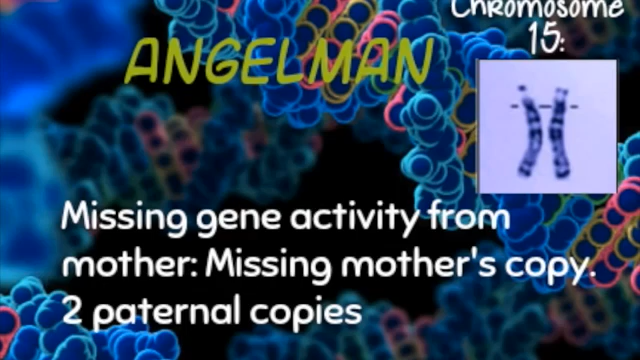 Chromosome
15:
ANGELMAN
Missing gene activity from
mother: Missing mother's copy.
2 paternal copies